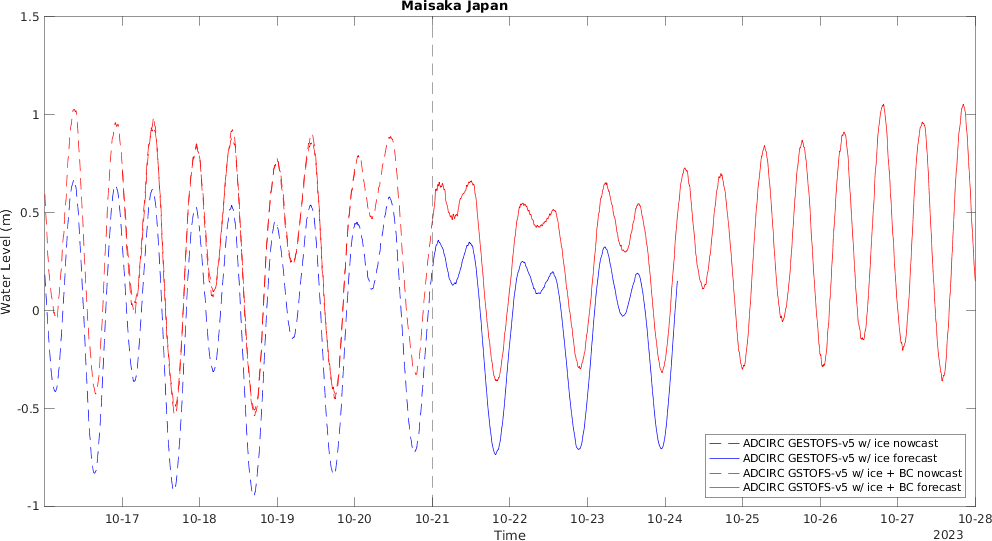 Maisaka Japan
1.5
1
0.5
0
-0.5
-1
Water Level (m)
ADCIRC GESTOFS-v5 w/ ice nowcast
ADCIRC GESTOFS-v5 w/ ice forecast
ADCIRC GSTOFS-v5 w/ ice + BC nowcast
ADCIRC GSTOFS-v5 w/ ice + BC forecast
10-17 10-18 10-19 10-20 10-21 10-22 10-23 10-24 10-25 10-26 10-27 10-28
2023
Time